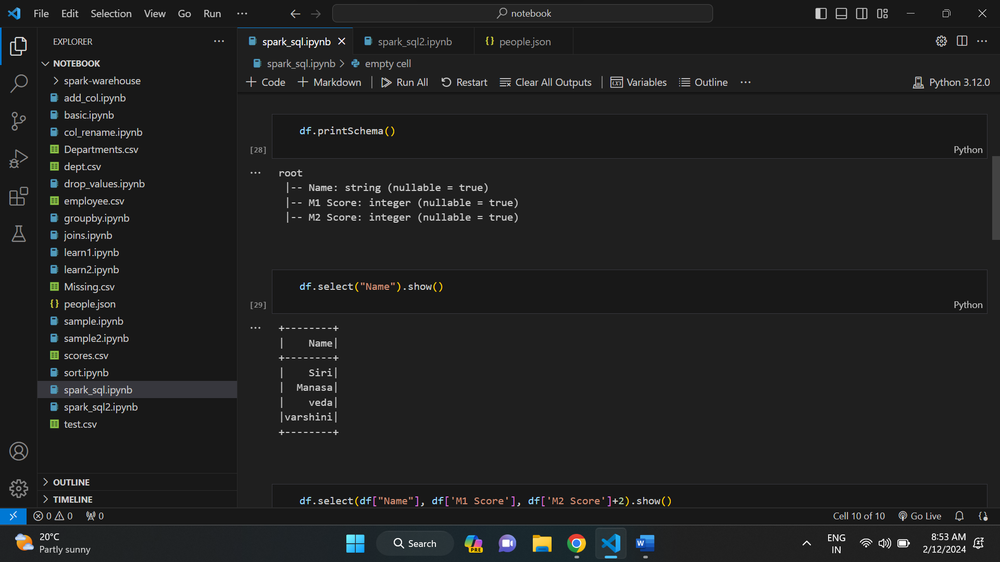 File Edit Selection View Go Run ···
notebook
EXPLORER ···
NOTEBOOK
spark-warehouse
add_col.ipynb
basic.ipynb
col_rename.ipynb
Departments.csv
dept.csv
drop_values.ipynb
employee.csv
groupby.ipynb
joins.ipynb
learn1.ipynb
learn2.ipynb
Missing.csv
{} people.json
sample.ipynb
sample2.ipynb
scores.csv
sort.ipynb
spark_sql.ipynb
spark_sql2.ipynb
test.csv
OUTLINE
TIMELINE
spark_sql.ipynb spark_sql2.ipynb {} people.json
spark_sql.ipynb > empty cell
+ Code + Markdown | Run All Restart Clear All Outputs | Variables Outline ··· Python 3.12.0
df.printSchema()
[28] Python
··· root
|-- Name: string (nullable = true)
|-- M1 Score: integer (nullable = true)
|-- M2 Score: integer (nullable = true)
df.select("Name").show()
[29] Python
··· +--------+
|    Name|
+--------+
|    Siri|
|  Manasa|
|    veda|
|varshini|
+--------+
df.select(df["Name"], df['M1 Score'], df['M2 Score']+2).show()
0 0 0 Cell 10 of 10 Go Live
20°C
Partly sunny
Search
PRE
W
ENG
IN
8:53 AM
2/12/2024